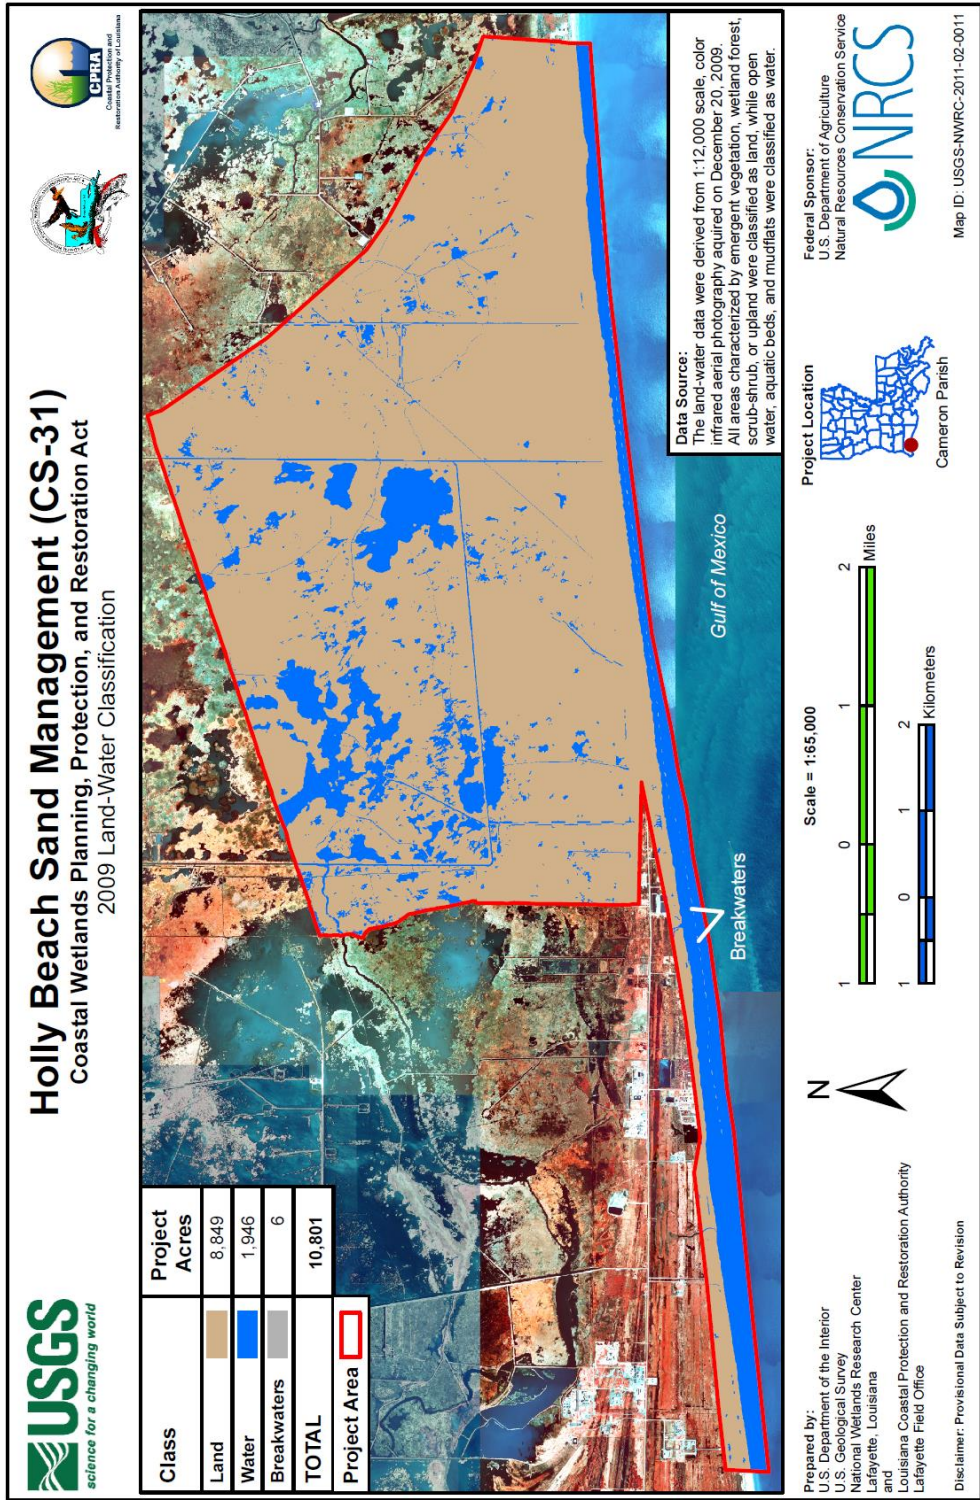 USGS
science for a changing world
Holly Beach Sand Management (CS-31)
Coastal Wetlands Planning, Protection, and Restoration Act
2009 Land-Water Classification
CPRA
Coastal Protection and
Restoration Authority of Louisiana
Class
Project
Acres
Land 8,849
Water 1,946
Breakwaters 6
TOTAL 10,801
Project Area
Breakwaters
Gulf of Mexico
Data Source:
The land-water data were derived from 1:12,000 scale, color
infrared aerial photography aquired on December 20, 2009.
All areas characterized by emergent vegetation, wetland forest,
scrub-shrub, or upland were classified as land, while open
water, aquatic beds, and mudflats were classified as water.
Prepared by:
U.S. Department of the Interior
U.S. Geological Survey
National Wetlands Research Center
Lafayette, Louisiana
and
Louisiana Coastal Protection and Restoration Authority
Lafayette Field Office
Disclaimer: Provisional Data Subject to Revision
N
Scale = 1:65,000
1 0 1 2
Miles
1 0 1 2
Kilometers
Project Location
Cameron Parish
Federal Sponsor:
U.S. Department of Agriculture
Natural Resources Conservation Service
NRCS
Map ID: USGS-NWRC-2011-02-0011